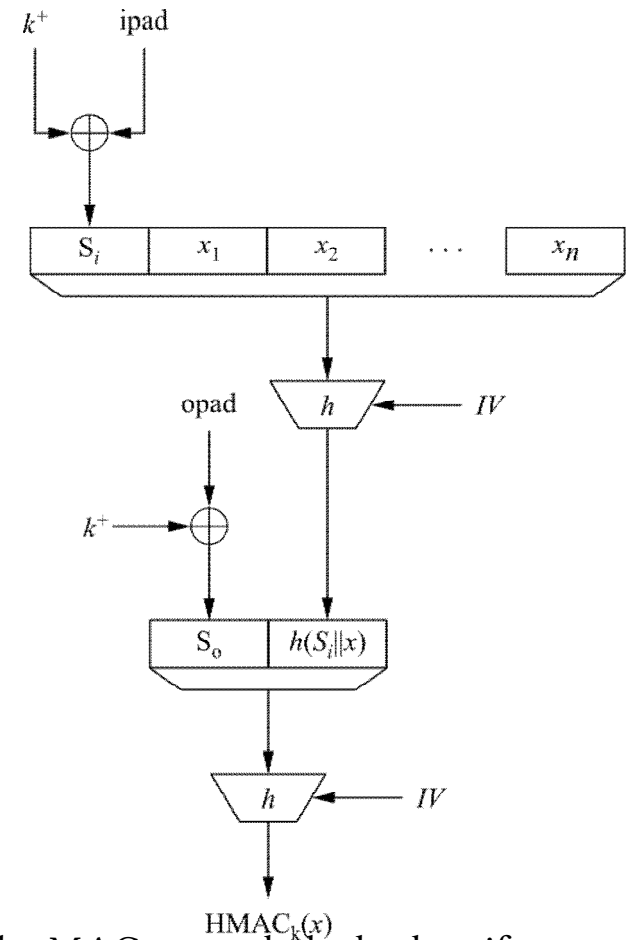 k⁺ ipad
Sᵢ x₁ x₂ . . . xₙ
h IV
opad
k⁺
Sₒ h(Sᵢ||x)
h IV
HMACₖ(x)